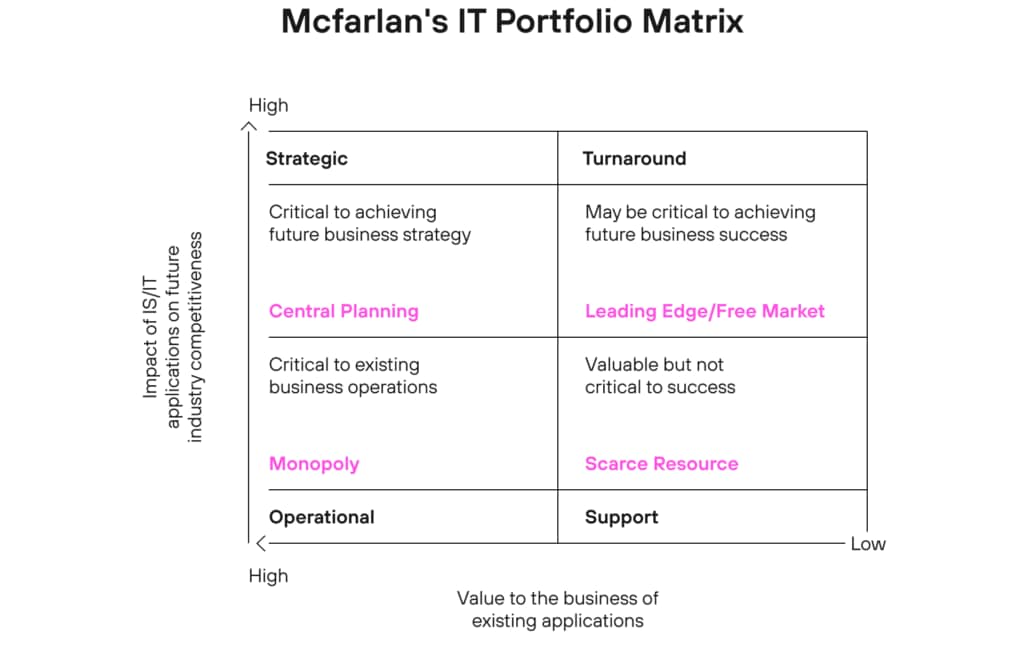 Mcfarlan's IT Portfolio Matrix
High
Strategic
Turnaround
Critical to achieving
future business strategy
May be critical to achieving
future business success
Central Planning
Leading Edge/Free Market
Impact of IS/IT
applications on future
industry competitiveness
Critical to existing
business operations
Valuable but not
critical to success
Monopoly
Scarce Resource
Operational
Support
Low
High
Value to the business of
existing applications